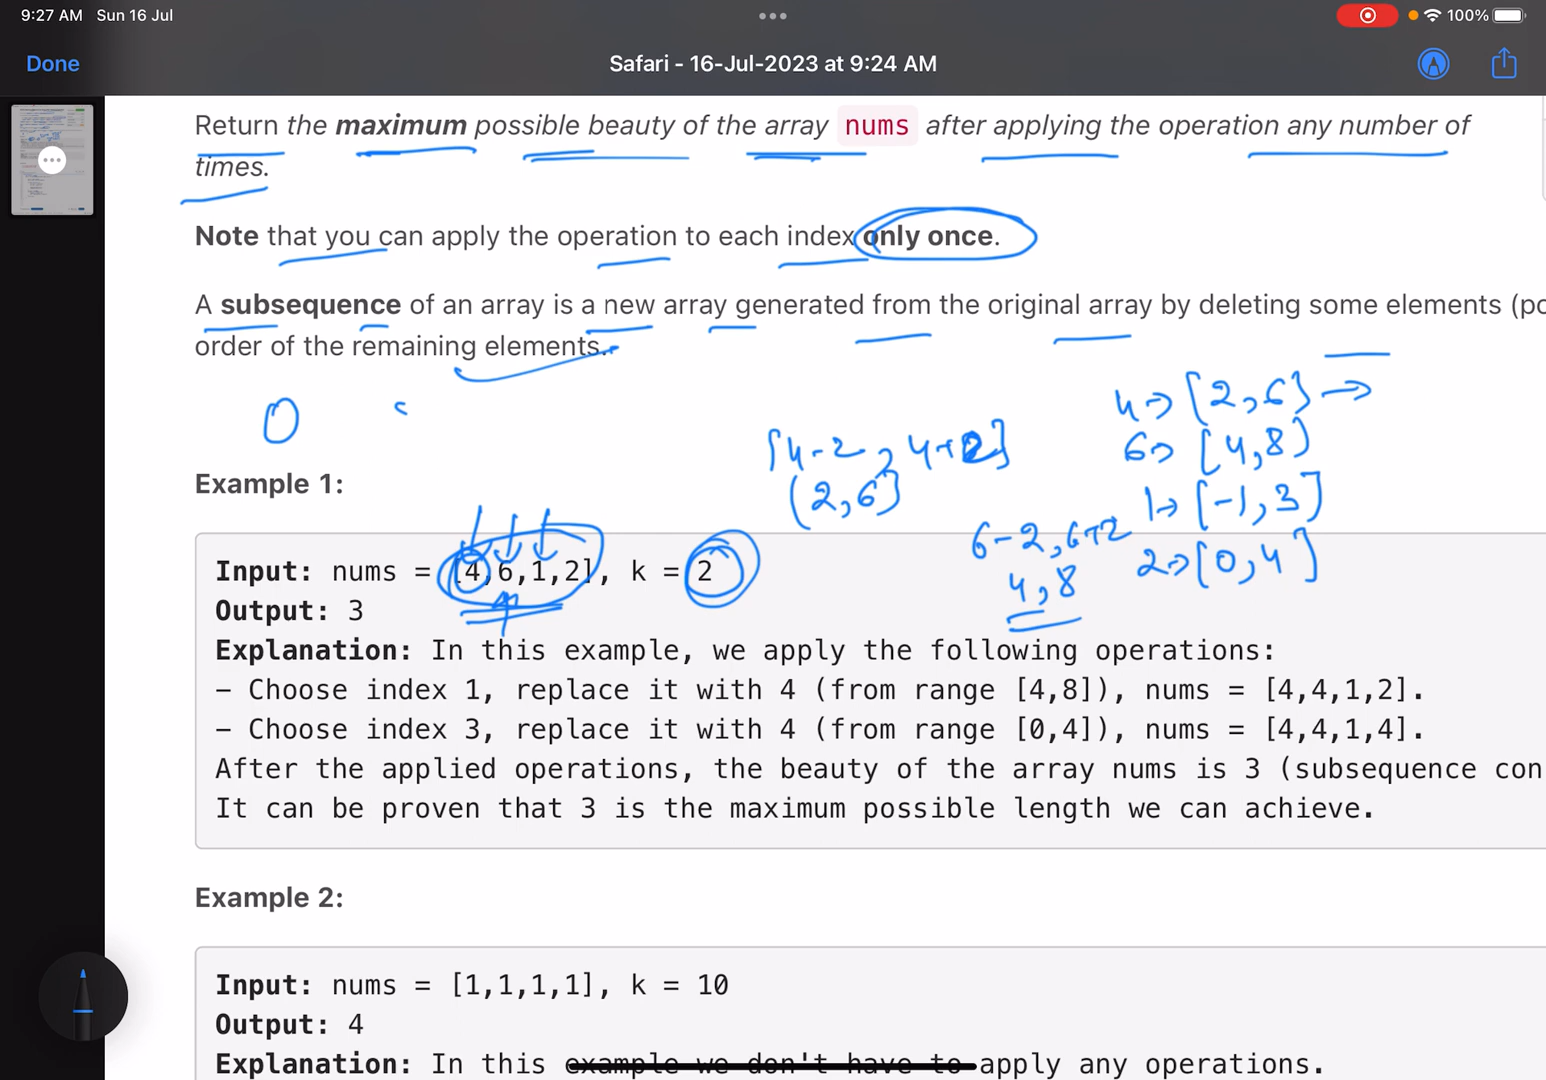 9:27 AM Sun 16 Jul
100%
Done
Safari - 16-Jul-2023 at 9:24 AM
Return the maximum possible beauty of the array nums after applying the operation any number of
times.
Note that you can apply the operation to each index only once.
A subsequence of an array is a new array generated from the original array by deleting some elements (po
order of the remaining elements.
0
4 → [2, 6] →
[4-2, 4+2]
6 → [4, 8]
Example 1:
[2, 6]
1 → [-1, 3]
6-2, 6+2
2 → [0, 4]
4, 8
Input: nums = [4,6,1,2], k = 2
Output: 3
Explanation: In this example, we apply the following operations:
- Choose index 1, replace it with 4 (from range [4,8]), nums = [4,4,1,2].
- Choose index 3, replace it with 4 (from range [0,4]), nums = [4,4,1,4].
After the applied operations, the beauty of the array nums is 3 (subsequence con
It can be proven that 3 is the maximum possible length we can achieve.
Example 2:
Input: nums = [1,1,1,1], k = 10
Output: 4
Explanation: In this example we don't have to apply any operations.